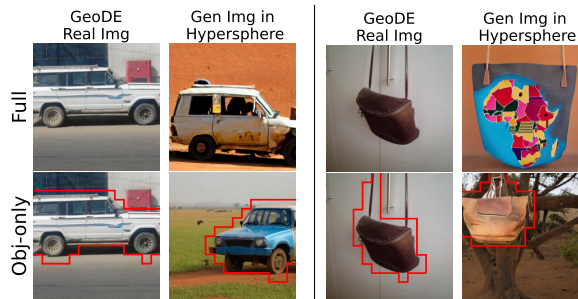 GeoDE
Real Img
Gen Img in
Hypersphere
GeoDE
Real Img
Gen Img in
Hypersphere
Full
Obj-only